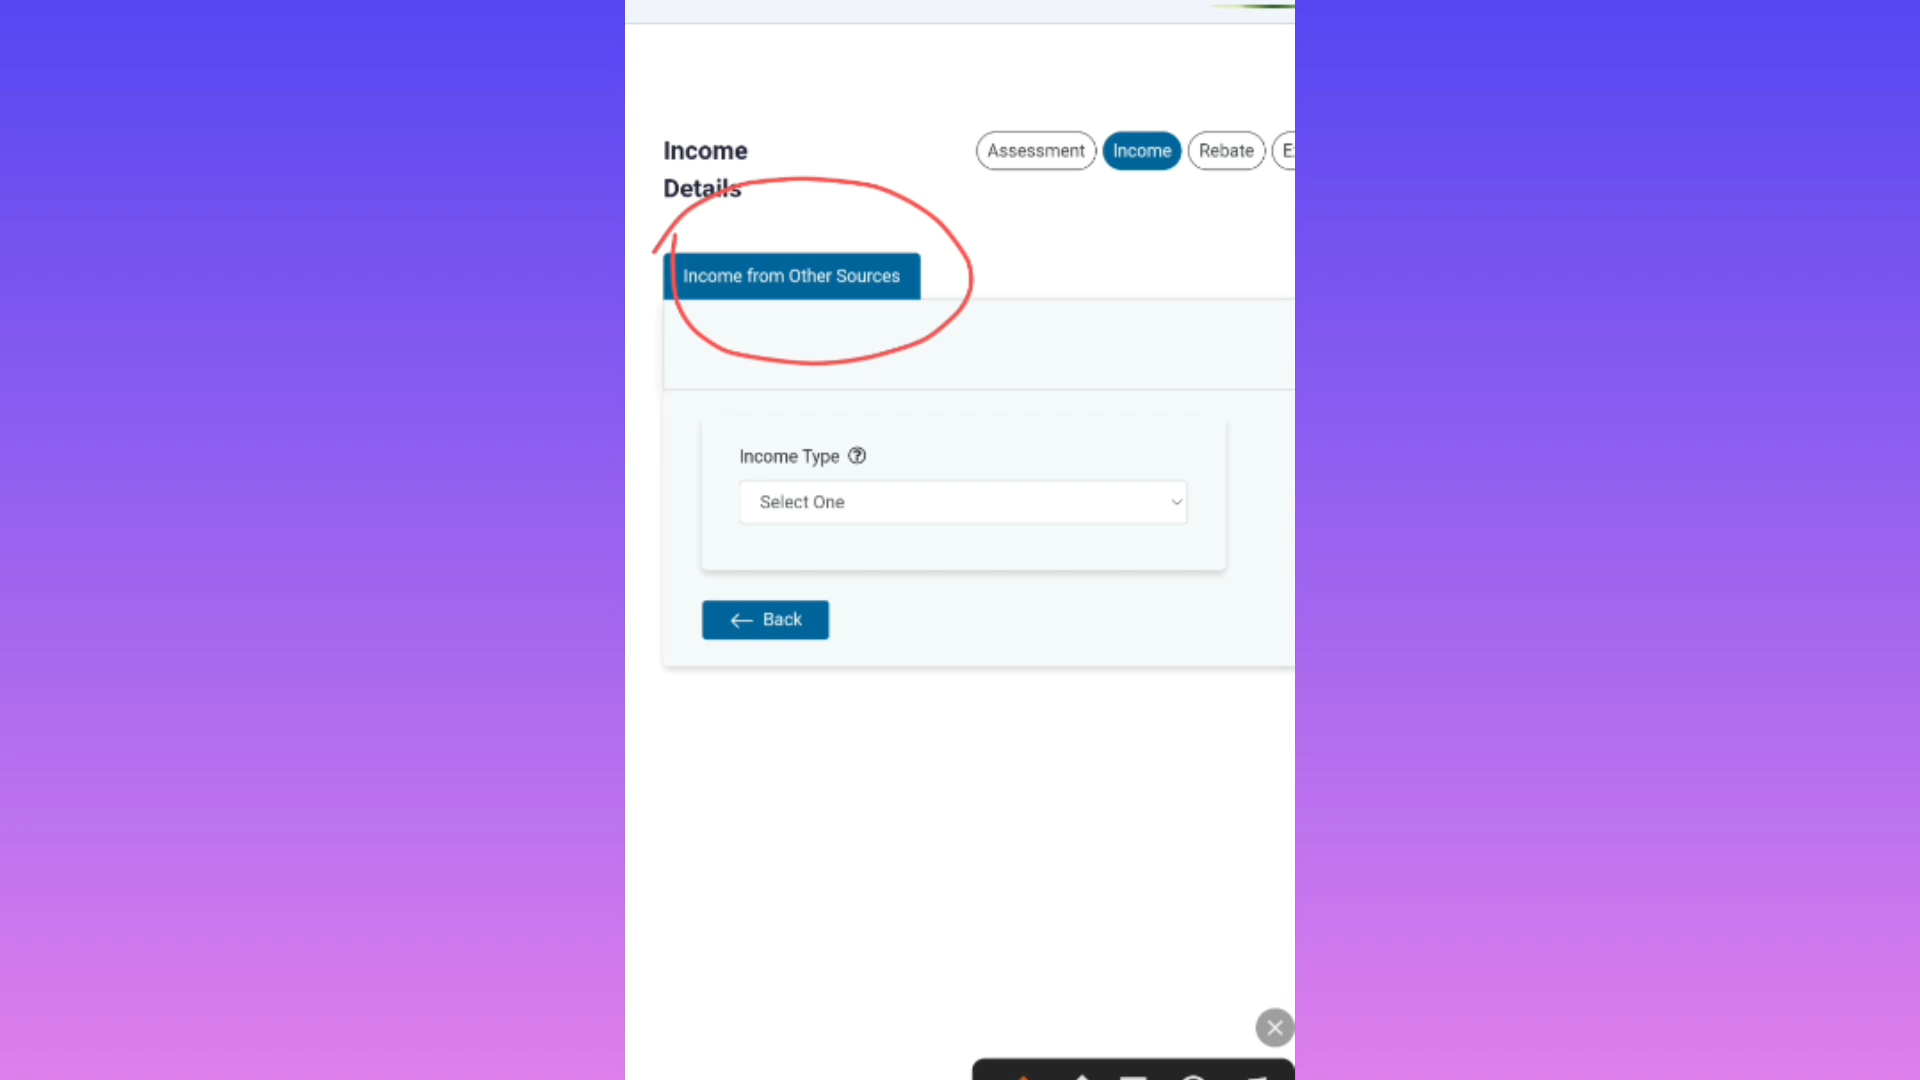 Income
Details
Assessment
Income
Rebate
Income from Other Sources
Income Type
Select One
Back